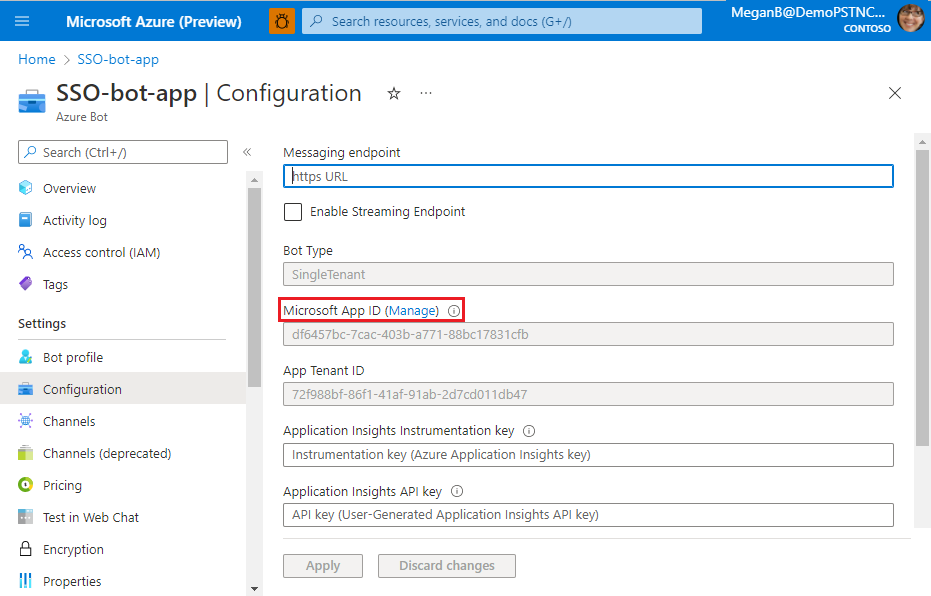 Microsoft Azure (Preview)
Search resources, services, and docs (G+/)
MeganB@DemoPSTNC...
CONTOSO
Home > SSO-bot-app
SSO-bot-app | Configuration
Azure Bot
Search (Ctrl+/)
Overview
Activity log
Access control (IAM)
Tags
Settings
Bot profile
Configuration
Channels
Channels (deprecated)
Pricing
Test in Web Chat
Encryption
Properties
Messaging endpoint
https URL
Enable Streaming Endpoint
Bot Type
SingleTenant
Microsoft App ID (Manage)
df6457bc-7cac-403b-a771-88bc17831cfb
App Tenant ID
72f988bf-86f1-41af-91ab-2d7cd011db47
Application Insights Instrumentation key
Instrumentation key (Azure Application Insights key)
Application Insights API key
API key (User-Generated Application Insights API key)
Apply
Discard changes